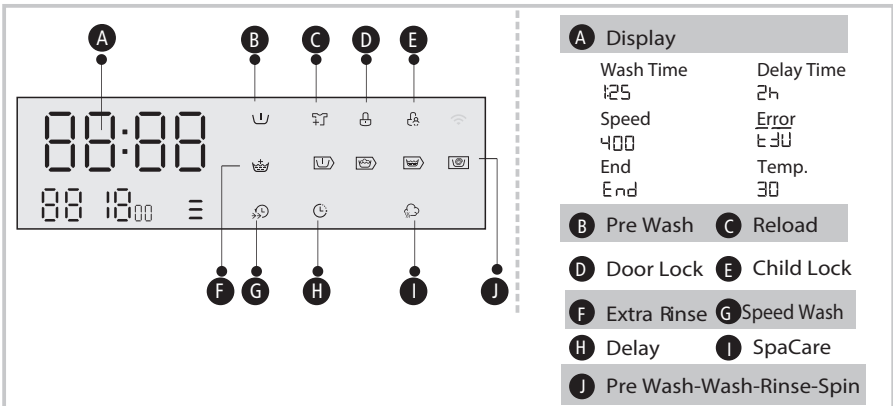 A B C D E
88:88
88 1800
F G H I J
A Display
Wash Time Delay Time
1:25 2h
Speed Error
400 E30
End Temp.
End 30
B Pre Wash C Reload
D Door Lock E Child Lock
F Extra Rinse G Speed Wash
H Delay I SpaCare
J Pre Wash-Wash-Rinse-Spin